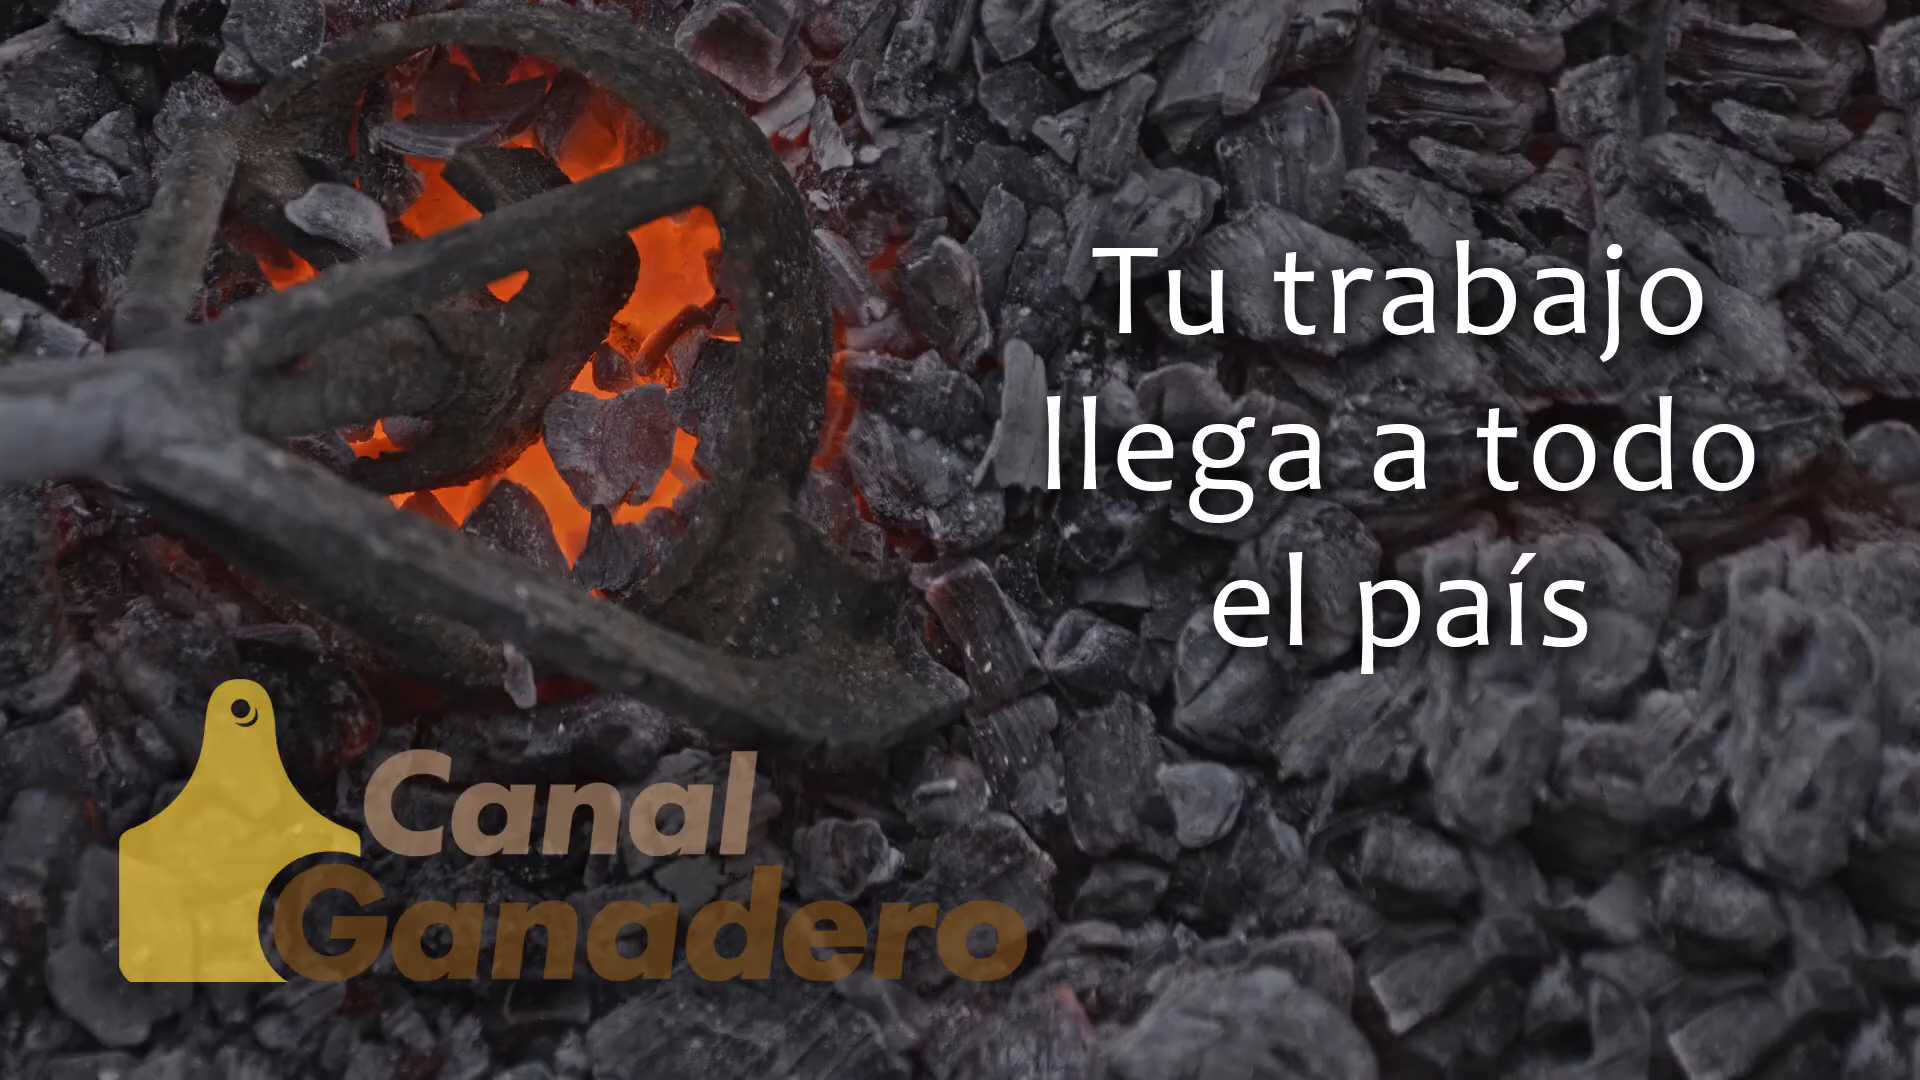 Tu trabajo
llega a todo
el país
Canal
Ganadero